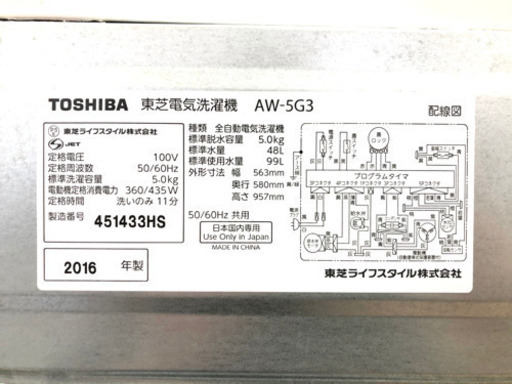 TOSHIBA 東芝電気洗濯機 AW-5G3 配線図
東芝ライフスタイル株式会社
JET
定格電圧 100V
定格周波数 50/60Hz
標準洗濯容量 5.0kg
電動機定格消費電力 360/435W
定格時間 洗いのみ 11分
製造番号 451433HS
2016 年製
種類 全自動電気洗濯機
標準脱水容量 5.0kg
標準水量 48L
標準使用水量 99L
外形寸法 幅 563mm
奥行 580mm
高さ 957mm
50/60Hz 共用
日本国内専用
Use Only in Japan
MADE IN CHINA
ロック
プログラムタイマ
東芝ライフスタイル株式会社